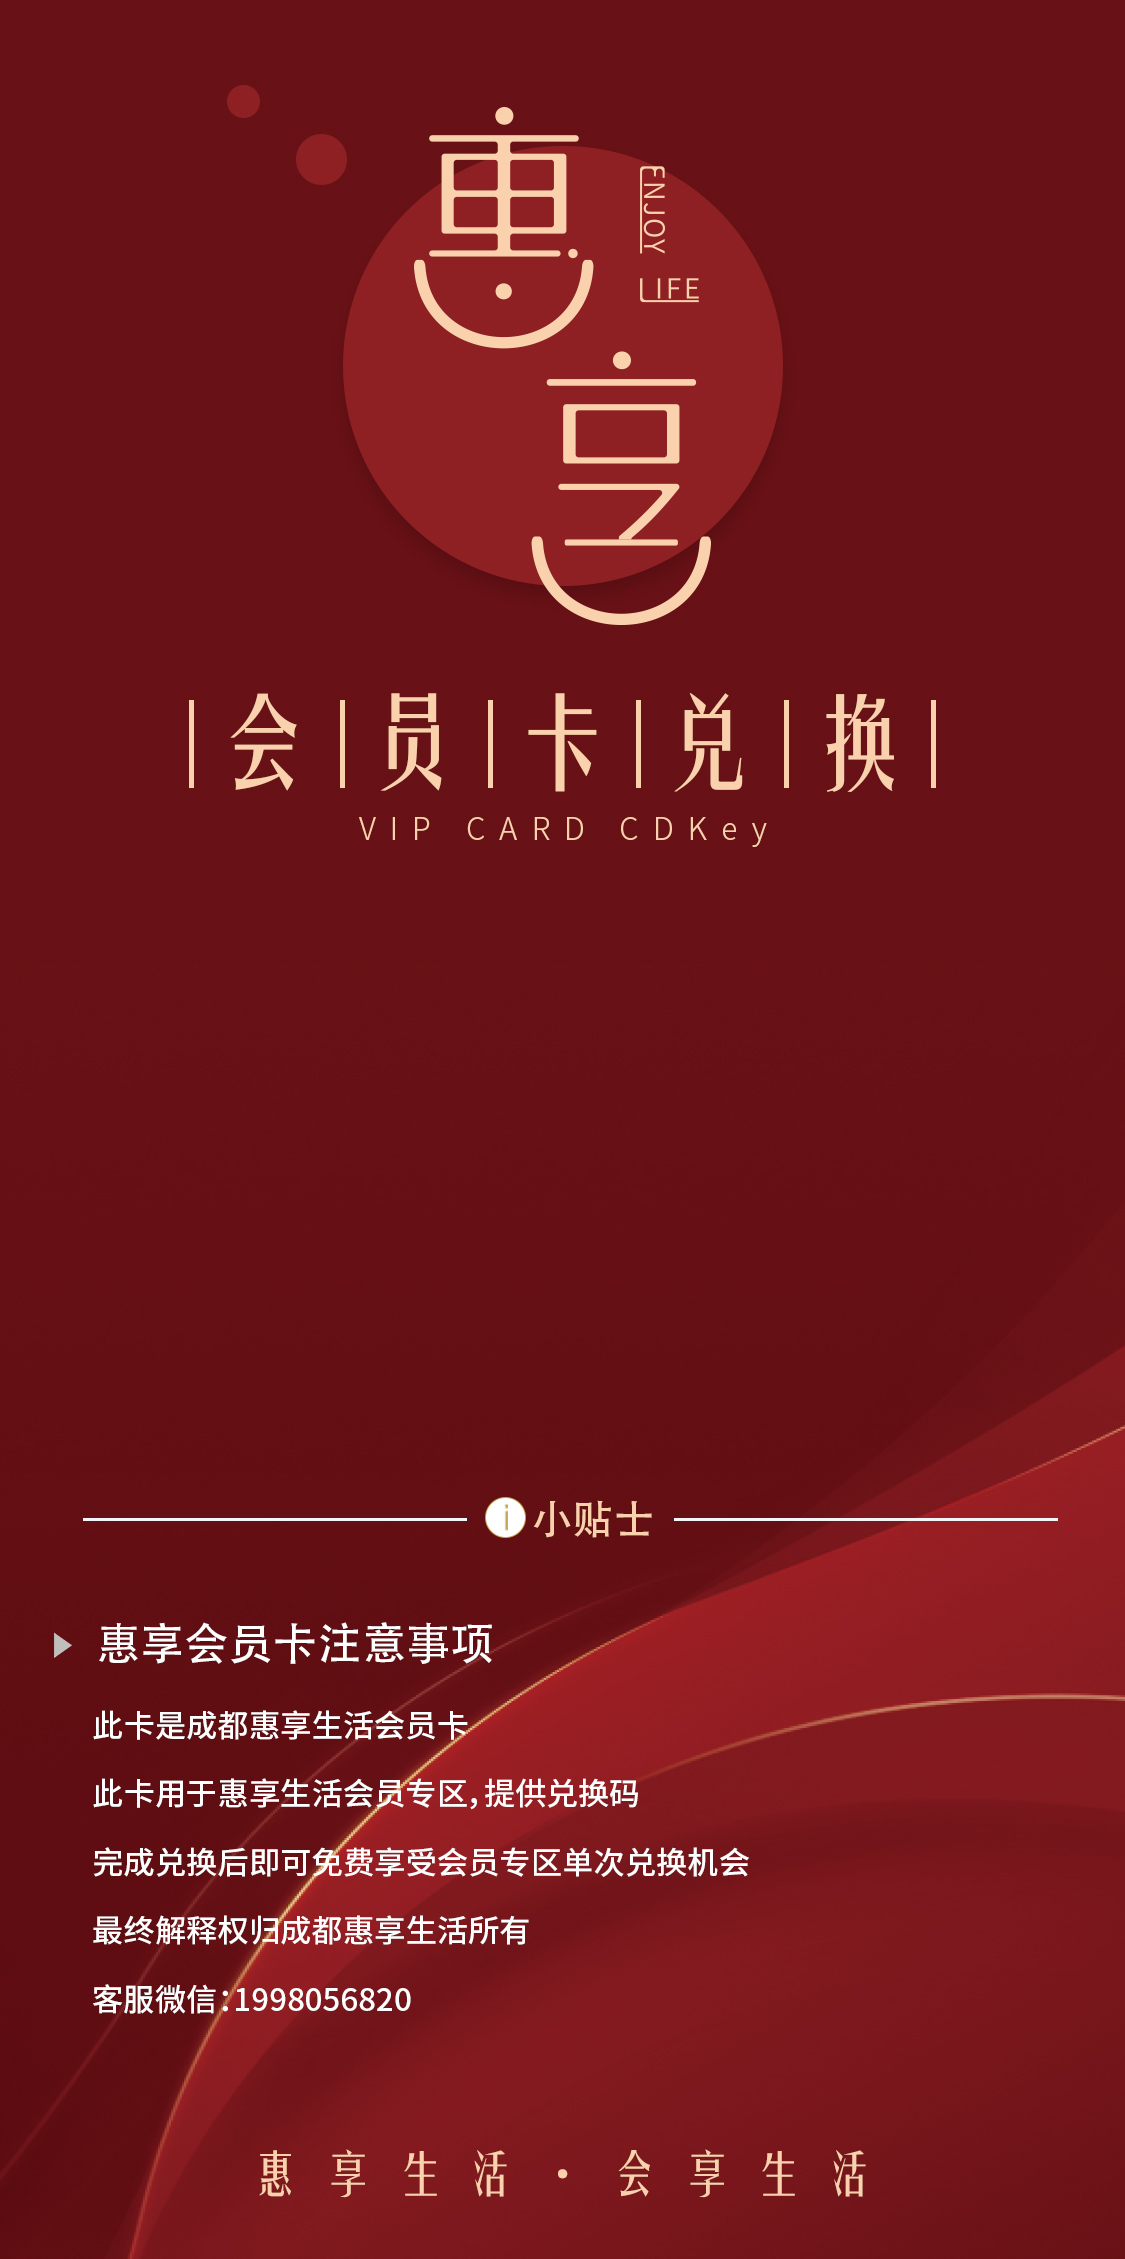 惠享
ENJOY
LIFE
会员卡兑换
VIP CARD CDKey
i 小贴士
惠享会员卡注意事项
此卡是成都惠享生活会员卡
此卡用于惠享生活会员专区,提供兑换码
完成兑换后即可免费享受会员专区单次兑换机会
最终解释权归成都惠享生活所有
客服微信:1998056820
惠享生活·会享生活